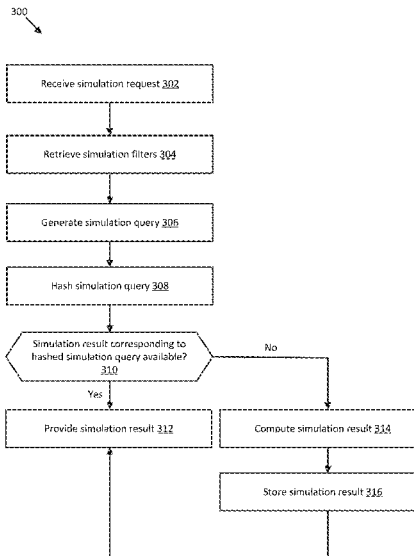 300
Receive simulation request 302
Retrieve simulation filters 304
Generate simulation query 306
Hash simulation query 308
Simulation result corresponding to
hashed simulation query available?
310
No
Yes
Provide simulation result 312
Compute simulation result 314
Store simulation result 316